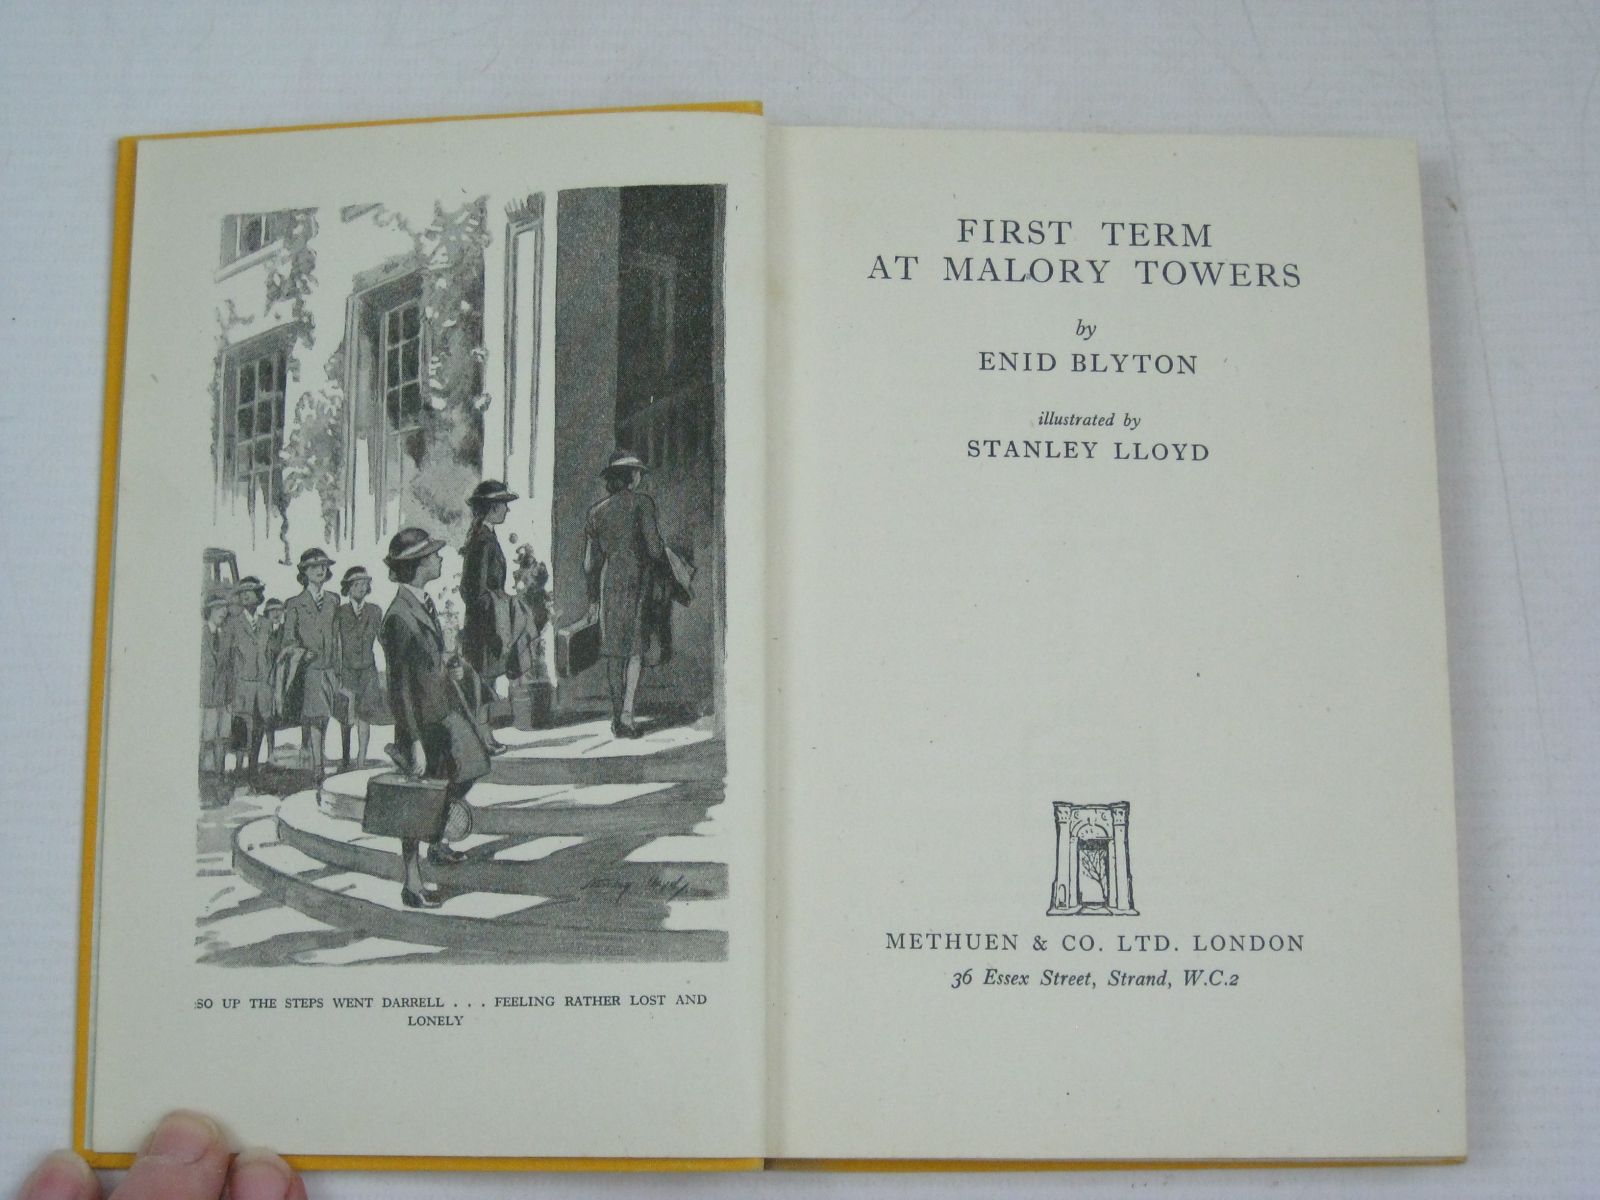 SO UP THE STEPS WENT DARRELL . . . FEELING RATHER LOST AND
LONELY
FIRST TERM
AT MALORY TOWERS
by
ENID BLYTON
illustrated by
STANLEY LLOYD
METHUEN & CO. LTD. LONDON
36 Essex Street, Strand, W.C.2